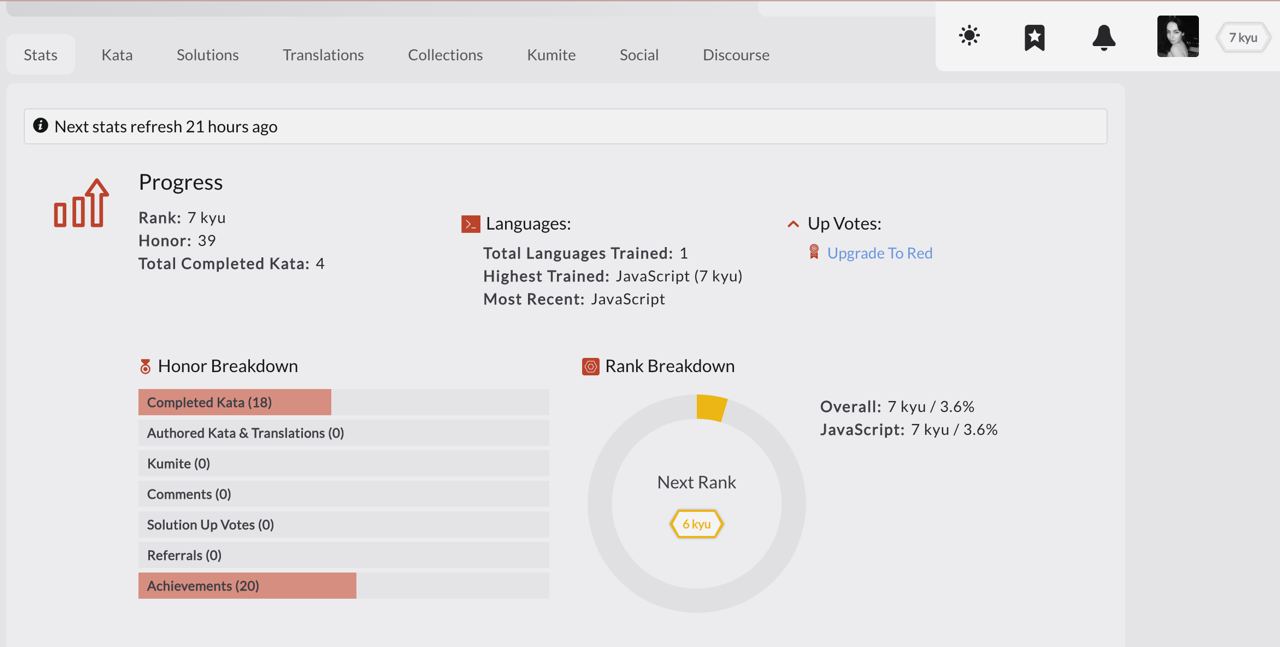 Stats Kata Solutions Translations Collections Kumite Social Discourse 7 kyu
Next stats refresh 21 hours ago
Progress
Rank: 7 kyu
Honor: 39
Total Completed Kata: 4
Languages:
Total Languages Trained: 1
Highest Trained: JavaScript (7 kyu)
Most Recent: JavaScript
Up Votes:
Upgrade To Red
Honor Breakdown
Completed Kata (18)
Authored Kata & Translations (0)
Kumite (0)
Comments (0)
Solution Up Votes (0)
Referrals (0)
Achievements (20)
Rank Breakdown
Next Rank
6 kyu
Overall: 7 kyu / 3.6%
JavaScript: 7 kyu / 3.6%